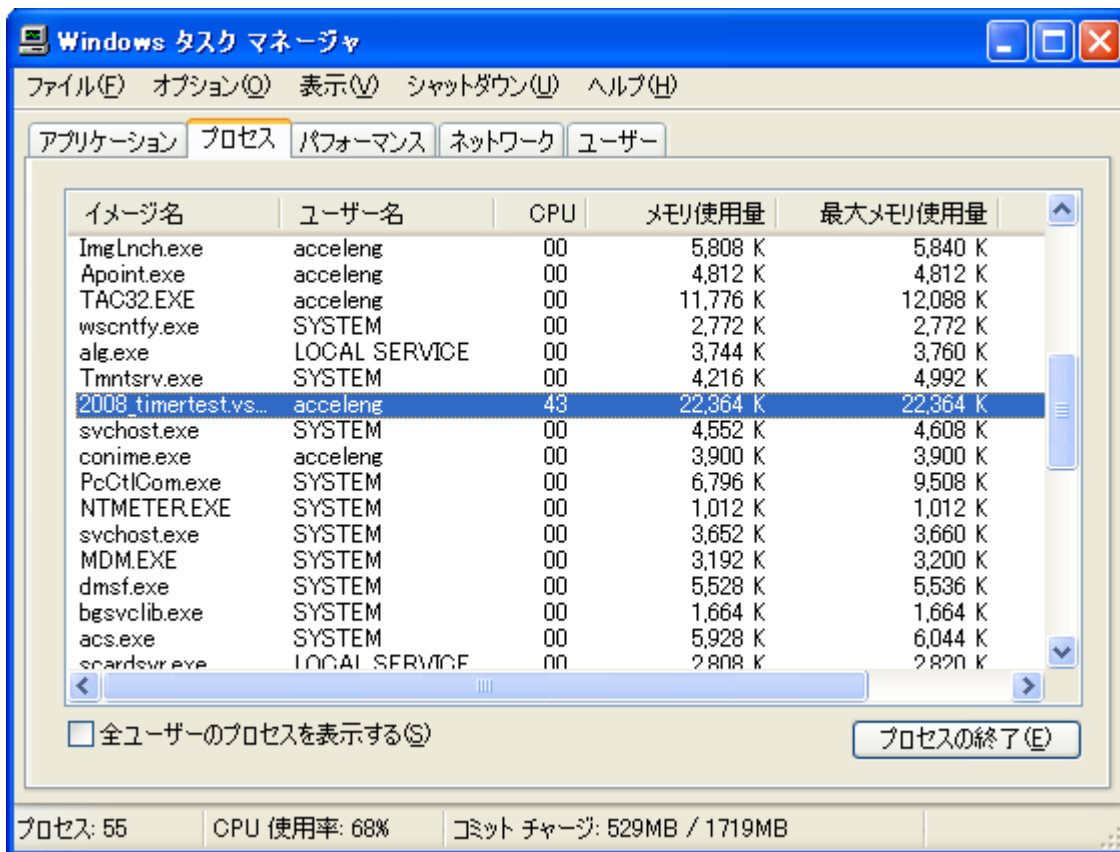 Windows タスク マネージャ
ファイル(F) オプション(O) 表示(V) シャットダウン(U) ヘルプ(H)
アプリケーション プロセス パフォーマンス ネットワーク ユーザー
イメージ名 ユーザー名 CPU メモリ使用量 最大メモリ使用量
ImgLnch.exe acceleng 00 5,808 K 5,840 K
Apoint.exe acceleng 00 4,812 K 4,812 K
TAC32.EXE acceleng 00 11,776 K 12,088 K
wscntfy.exe SYSTEM 00 2,772 K 2,772 K
alg.exe LOCAL SERVICE 00 3,744 K 3,760 K
Tmntsrv.exe SYSTEM 00 4,216 K 4,992 K
2008_timertest.vs... acceleng 43 22,364 K 22,364 K
svchost.exe SYSTEM 00 4,552 K 4,608 K
conime.exe acceleng 00 3,900 K 3,900 K
PcCtlCom.exe SYSTEM 00 6,796 K 9,508 K
NTMETER.EXE SYSTEM 00 1,012 K 1,012 K
svchost.exe SYSTEM 00 3,652 K 3,660 K
MDM.EXE SYSTEM 00 3,192 K 3,200 K
dmsf.exe SYSTEM 00 5,528 K 5,536 K
bgsvclib.exe SYSTEM 00 1,664 K 1,664 K
acs.exe SYSTEM 00 5,928 K 6,044 K
scardsvr.exe LOCAL SERVICE 00 2,808 K 2,820 K
全ユーザーのプロセスを表示する(S) プロセスの終了(E)
プロセス: 55 CPU 使用率: 68% コミット チャージ: 529MB / 1719MB